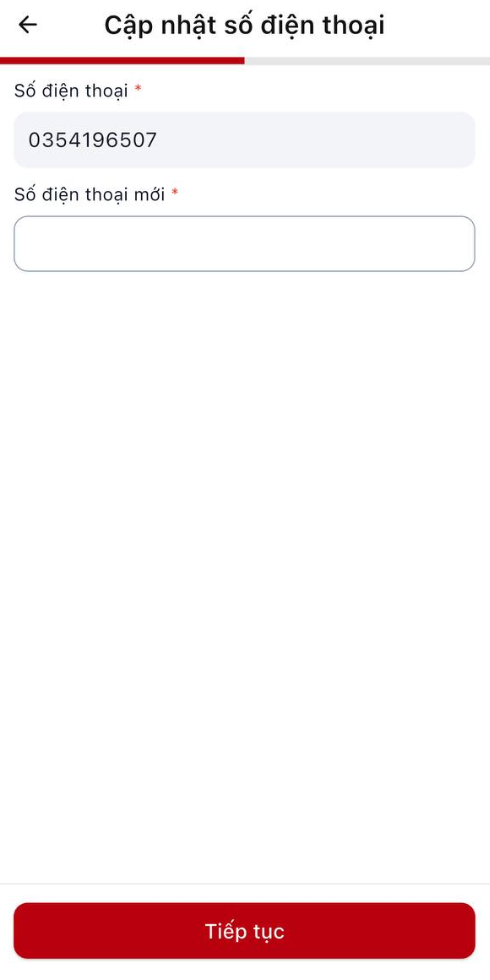 Cập nhật số điện thoại
Số điện thoại *
0354196507
Số điện thoại mới *
Tiếp tục